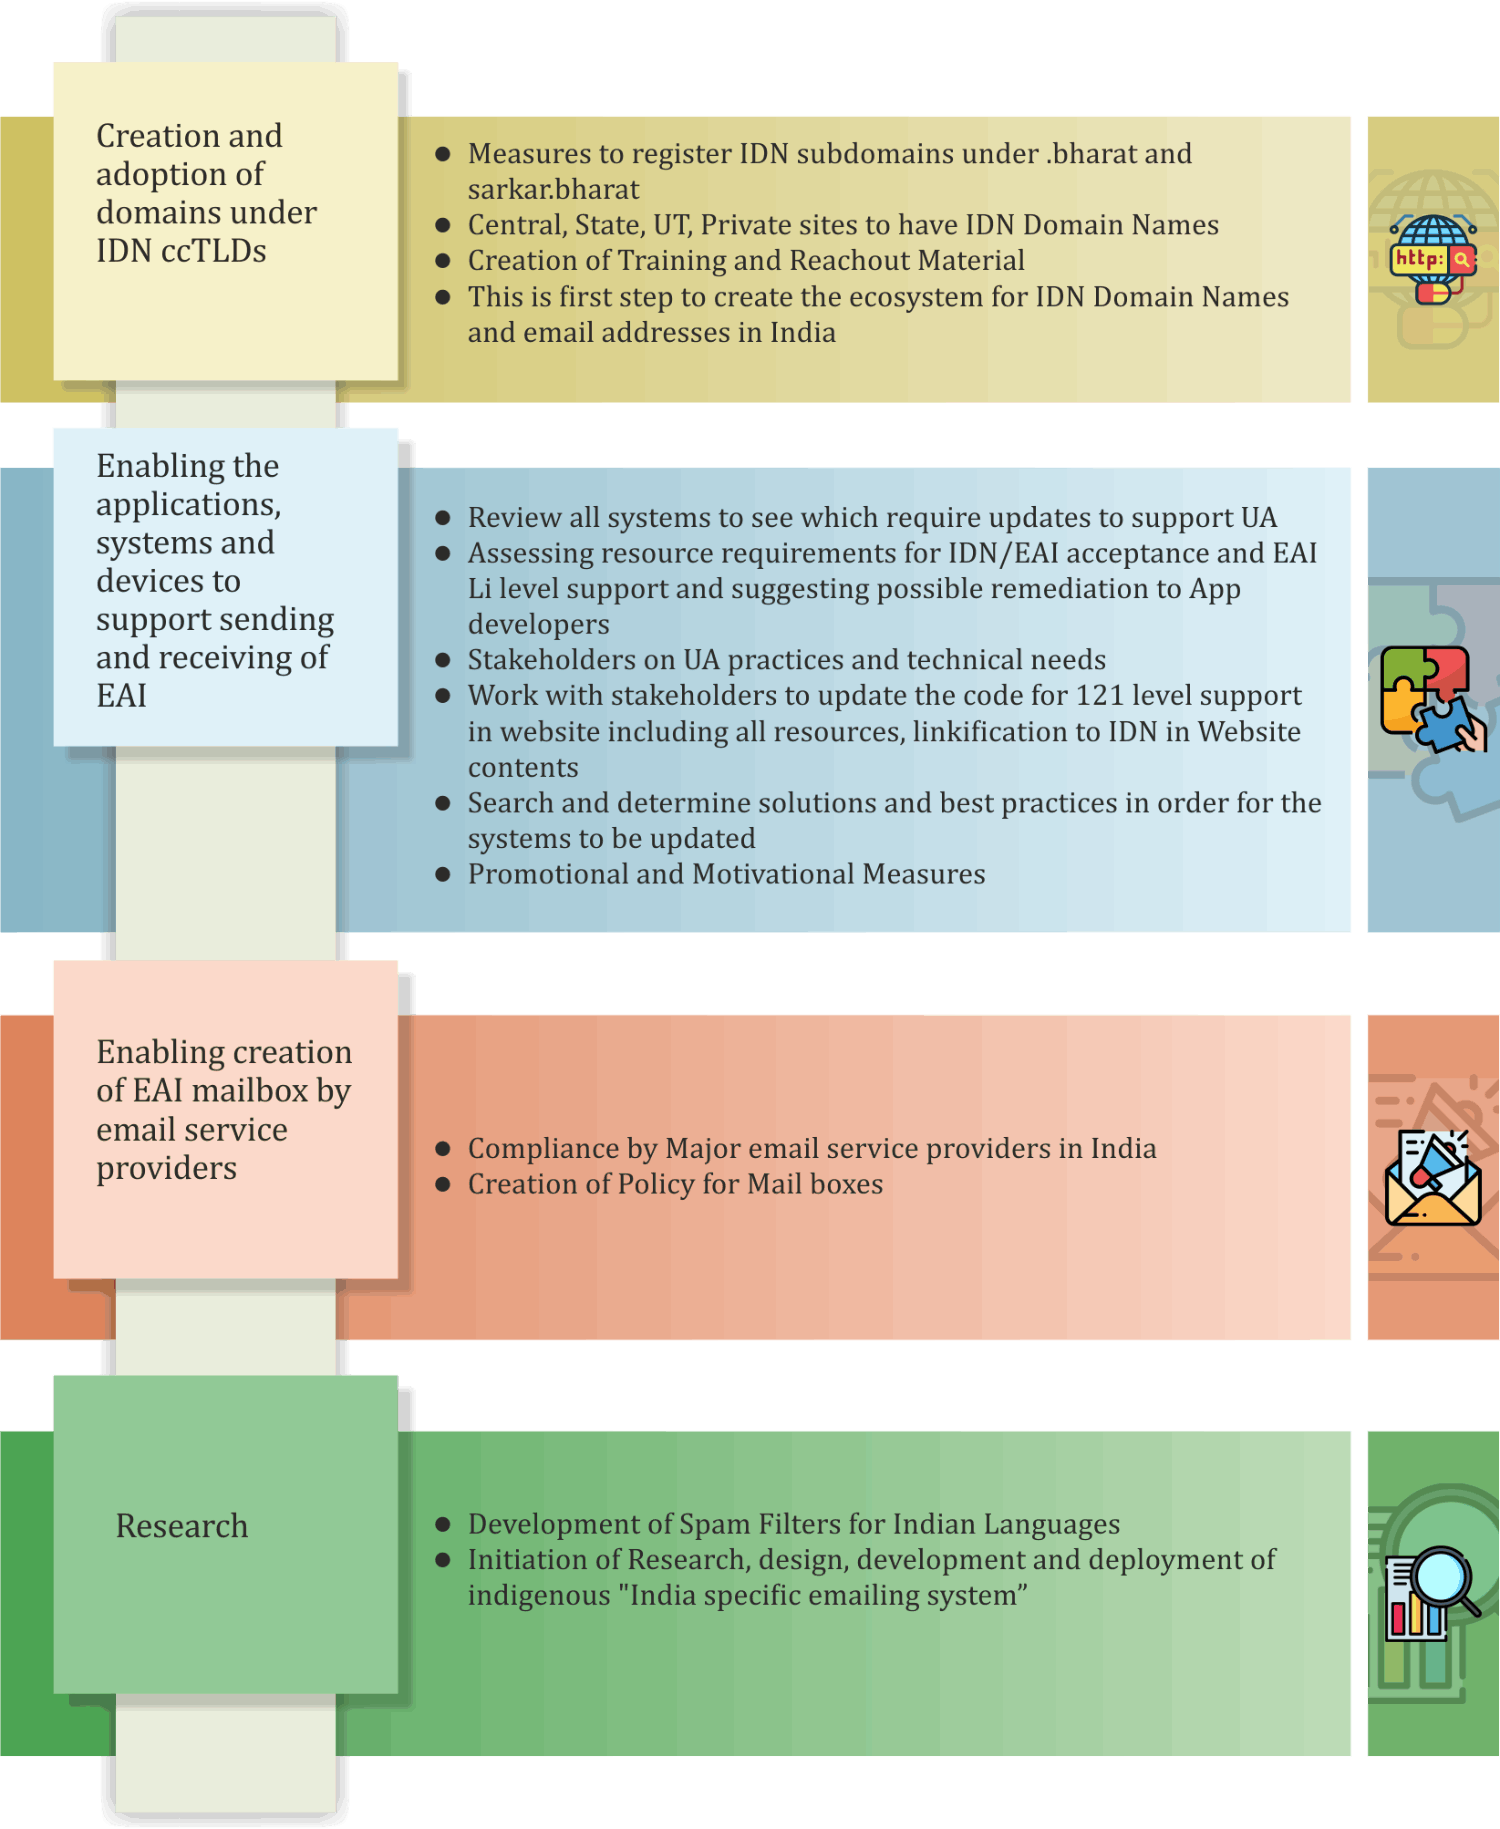 Creation and
adoption of
domains under
IDN ccTLDs
● Measures to register IDN subdomains under .bharat and
sarkar.bharat
● Central, State, UT, Private sites to have IDN Domain Names
● Creation of Training and Reachout Material
● This is first step to create the ecosystem for IDN Domain Names
and email addresses in India
http:
Enabling the
applications,
systems and
devices to
support sending
and receiving of
EAI
● Review all systems to see which require updates to support UA
● Assessing resource requirements for IDN/EAI acceptance and EAI
Li level support and suggesting possible remediation to App
developers
● Stakeholders on UA practices and technical needs
● Work with stakeholders to update the code for 121 level support
in website including all resources, linkification to IDN in Website
contents
● Search and determine solutions and best practices in order for the
systems to be updated
● Promotional and Motivational Measures
Enabling creation
of EAI mailbox by
email service
providers
● Compliance by Major email service providers in India
● Creation of Policy for Mail boxes
Research
● Development of Spam Filters for Indian Languages
● Initiation of Research, design, development and deployment of
indigenous "India specific emailing system”